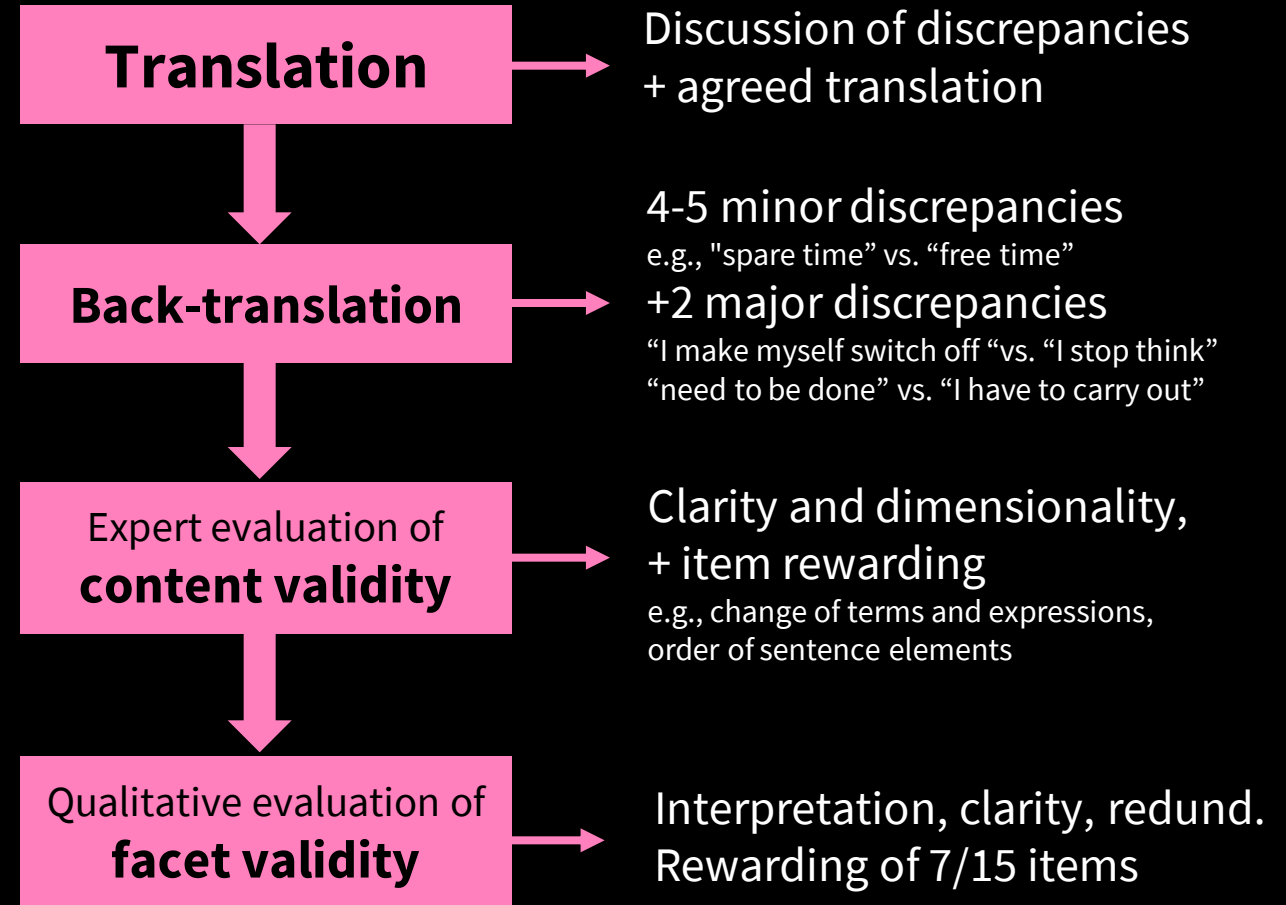 Translation
Discussion of discrepancies
+ agreed translation
Back-translation
4-5 minor discrepancies
e.g., "spare time” vs. “free time”
+2 major discrepancies
“I make myself switch off “vs. “I stop think”
“need to be done” vs. “I have to carry out”
Expert evaluation of
content validity
Clarity and dimensionality,
+ item rewarding
e.g., change of terms and expressions,
order of sentence elements
Qualitative evaluation of
facet validity
Interpretation, clarity, redund.
Rewarding of 7/15 items